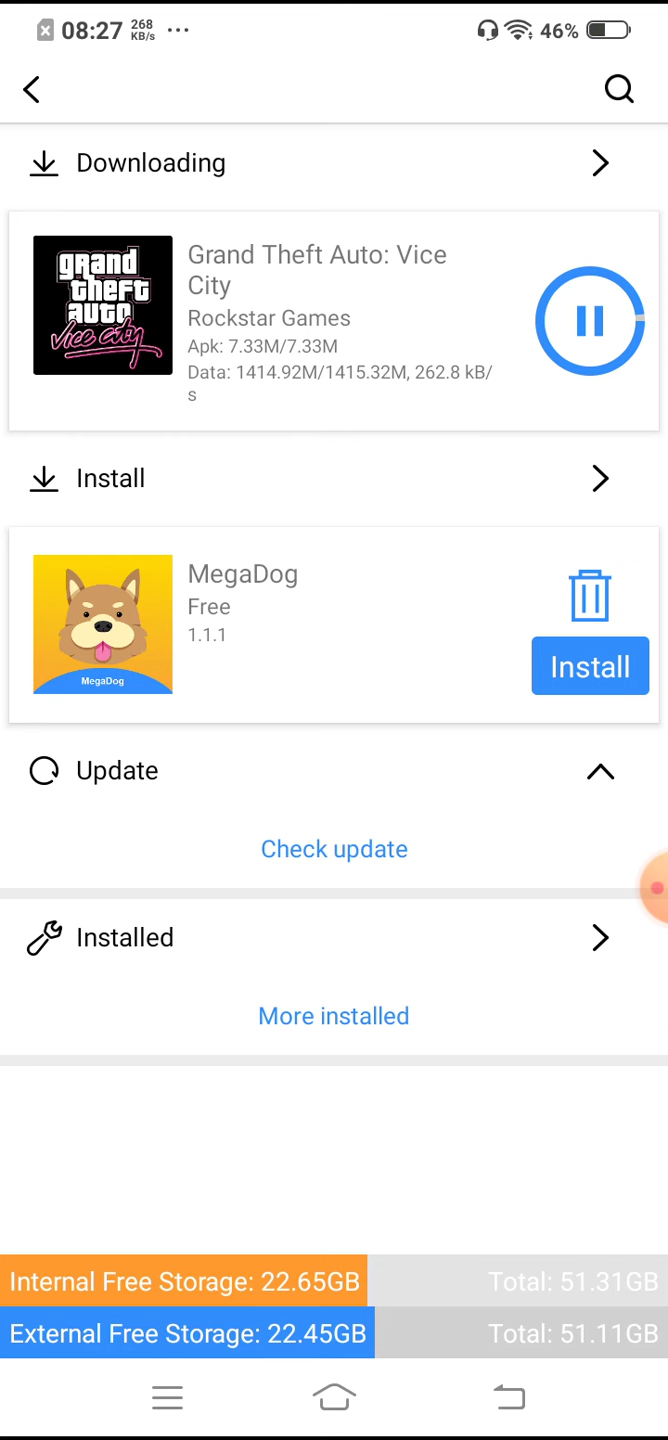 08:27 268 KB/s ... 46%
Downloading
grand
theft
auto
vice city
Grand Theft Auto: Vice
City
Rockstar Games
Apk: 7.33M/7.33M
Data: 1414.92M/1415.32M, 262.8 kB/
s
Install
MegaDog
MegaDog
Free
1.1.1
Install
Update
Check update
Installed
More installed
Internal Free Storage: 22.65GB Total: 51.31GB
External Free Storage: 22.45GB Total: 51.11GB